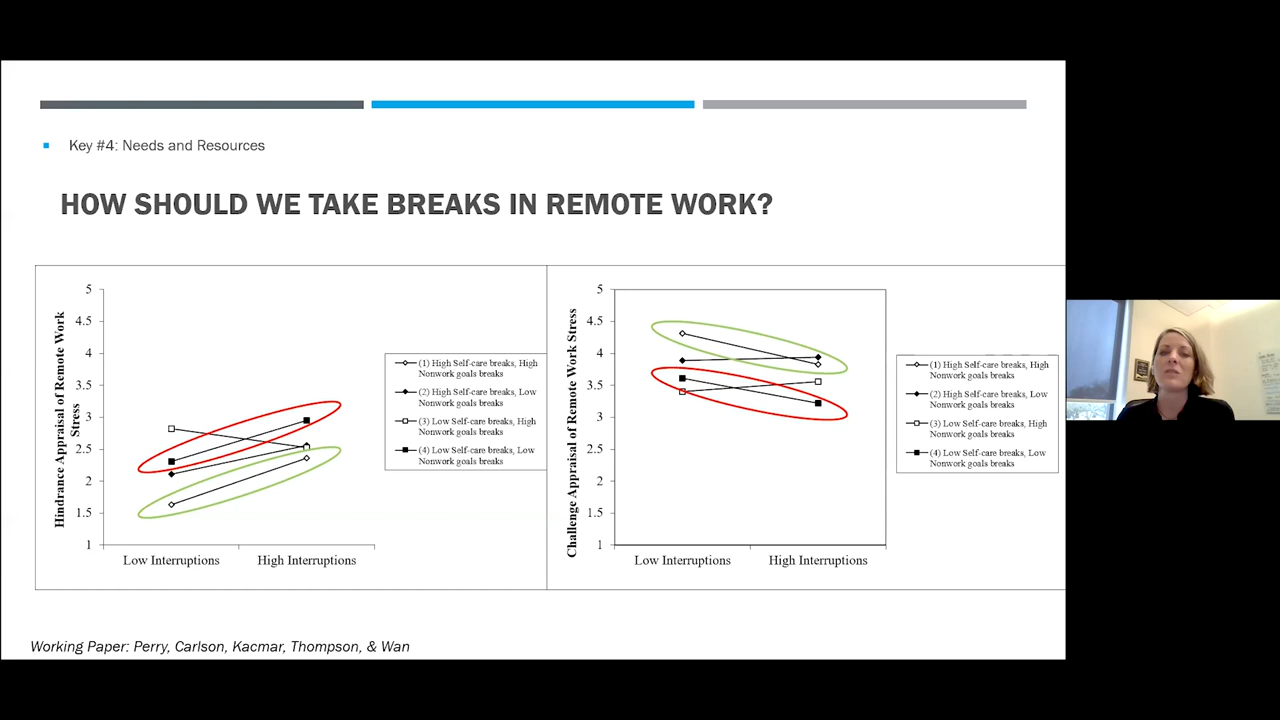 Key #4: Needs and Resources
HOW SHOULD WE TAKE BREAKS IN REMOTE WORK?
Hindrance Appraisal of Remote Work
Stress
5
4.5
4
3.5
3
2.5
2
1.5
1
Low Interruptions
High Interruptions
(1) High Self-care breaks, High
Nonwork goals breaks
(2) High Self-care breaks, Low
Nonwork goals breaks
(3) Low Self-care breaks, High
Nonwork goals breaks
(4) Low Self-care breaks, Low
Nonwork goals breaks
Challenge Appraisal of Remote Work Stress
5
4.5
4
3.5
3
2.5
2
1.5
1
Low Interruptions
High Interruptions
(1) High Self-care breaks, High
Nonwork goals breaks
(2) High Self-care breaks, Low
Nonwork goals breaks
(3) Low Self-care breaks, High
Nonwork goals breaks
(4) Low Self-care breaks, Low
Nonwork goals breaks
Working Paper: Perry, Carlson, Kacmar, Thompson, & Wan